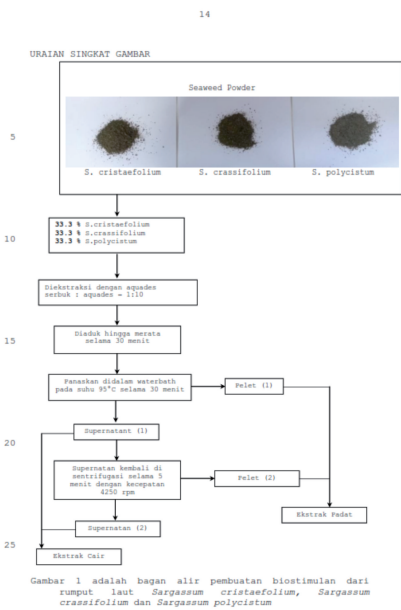 14
URAIAN SINGKAT GAMBAR
Seaweed Powder
5
S. cristaefolium S. crassifolium S. polycistum
33.3 % S.cristaefolium
33.3 % S.crassifolium
10
33.3 % S.polycistum
Diekstraksi dengan aquades
serbuk : aquades = 1:10
Diaduk hingga merata
15
selama 30 menit
Panaskan didalam waterbath
pada suhu 95°C selama 30 menit
Pelet (1)
Supernatant (1)
20
Supernatan kembali di
sentrifugasi selama 5
menit dengan kecepatan
4250 rpm
Pelet (2)
Ekstrak Padat
Supernatan (2)
25
Ekstrak Cair
Gambar 1 adalah bagan alir pembuatan biostimulan dari
rumput laut Sargassum cristaefolium, Sargassum
crassifolium dan Sargassum polycistum